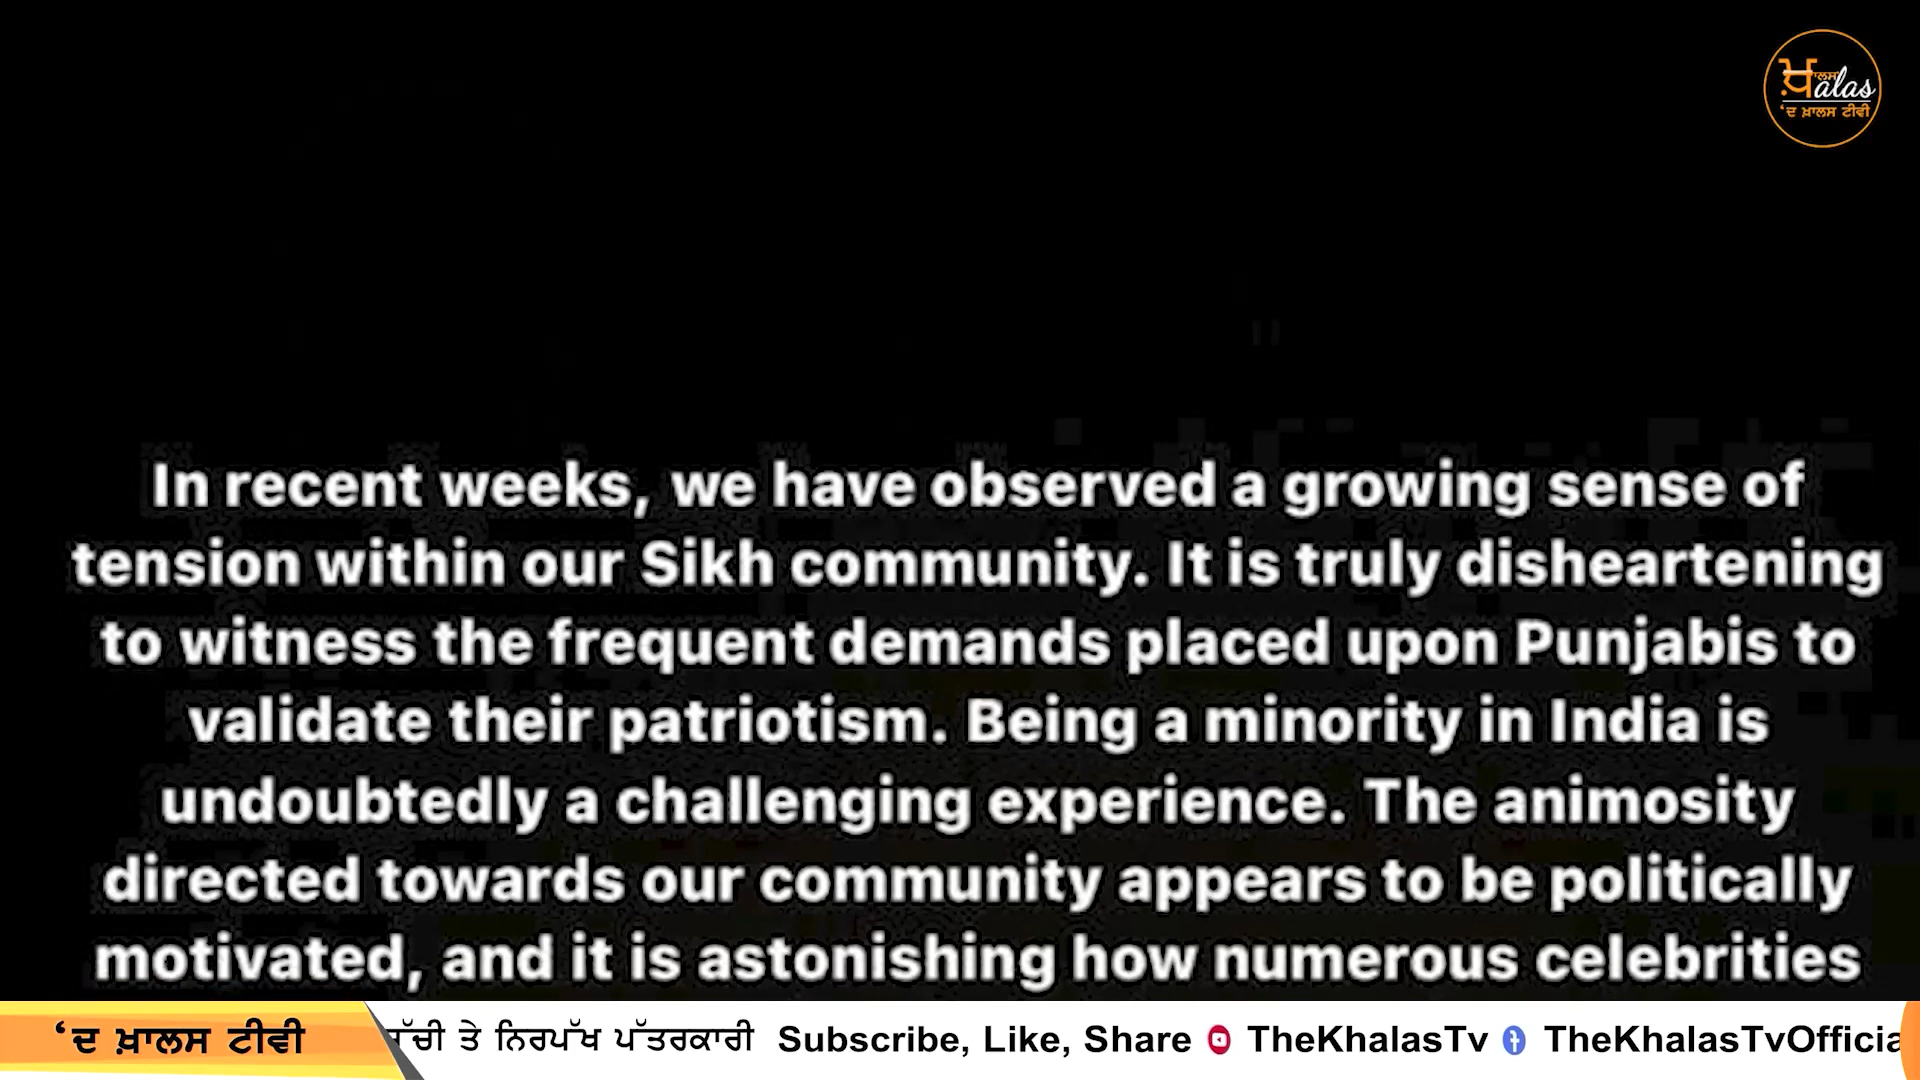 ਖ਼ਾਲਸ alas
‘ਦ ਖ਼ਾਲਸ ਟੀਵੀ
In recent weeks, we have observed a growing sense of
tension within our Sikh community. It is truly disheartening
to witness the frequent demands placed upon Punjabis to
validate their patriotism. Being a minority in India is
undoubtedly a challenging experience. The animosity
directed towards our community appears to be politically
motivated, and it is astonishing how numerous celebrities
‘ਦ ਖ਼ਾਲਸ ਟੀਵੀ ਤੇ ਨਿਰਪੱਖ ਪੱਤਰਕਾਰੀ Subscribe, Like, Share TheKhalasTv TheKhalasTvOfficia